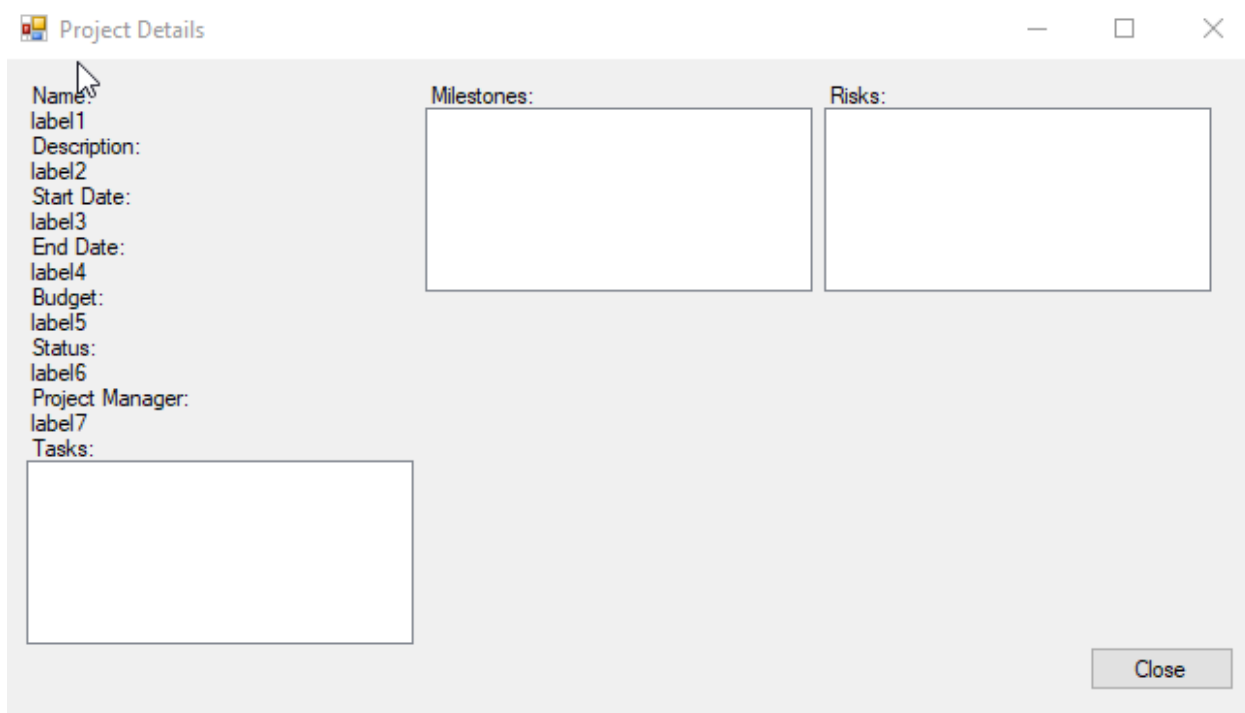 Project Details
Name:
label1
Description:
label2
Start Date:
label3
End Date:
label4
Budget:
label5
Status:
label6
Project Manager:
label7
Tasks:
Milestones:
Risks:
Close